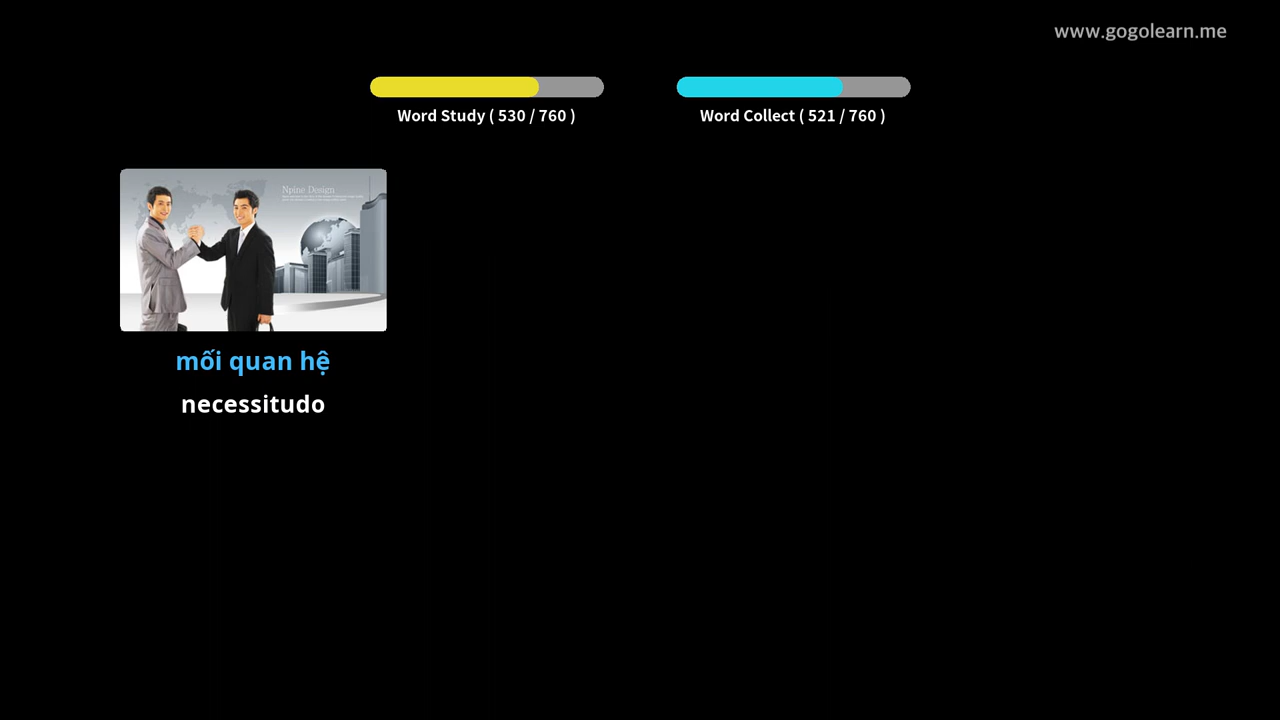 www.gogolearn.me
Word Study ( 530 / 760 )
Word Collect ( 521 / 760 )
Npine Design
mối quan hệ
necessitudo